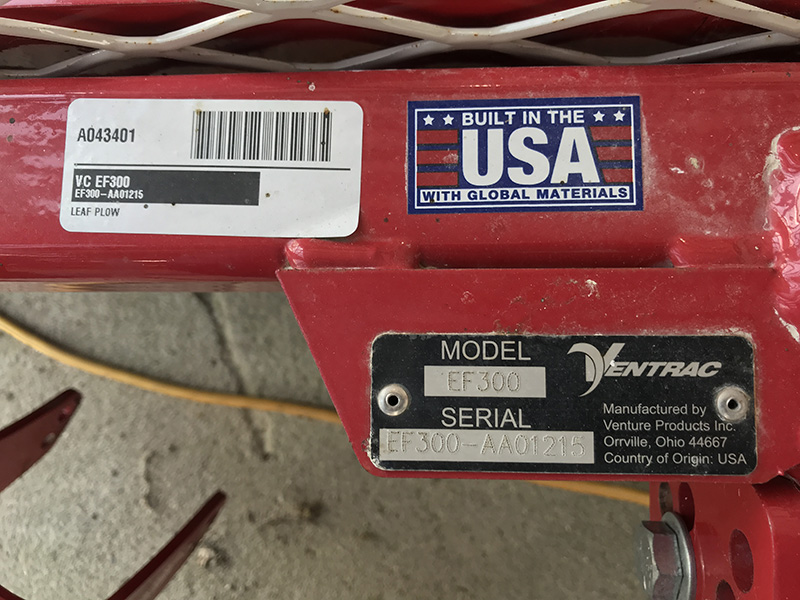 A043401
VC EF300
EF300-AA01215
LEAF PLOW
BUILT IN THE
USA
WITH GLOBAL MATERIALS
MODEL
EF300
VENTRAC
SERIAL
EF300-AA01215
Manufactured by
Venture Products Inc.
Orrville, Ohio 44667
Country of Origin: USA